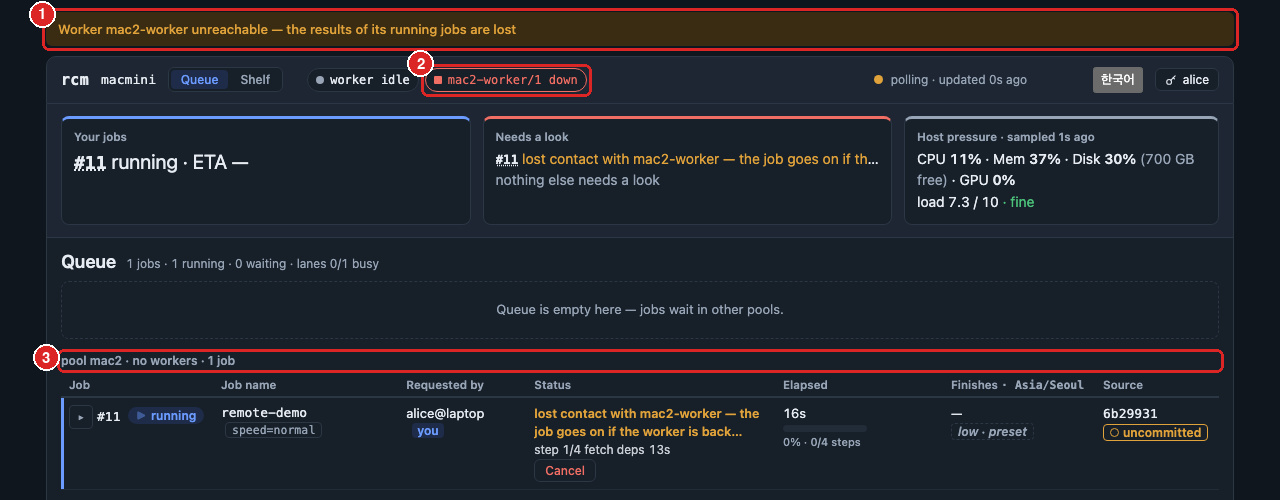 1
Worker mac2-worker unreachable — the results of its running jobs are lost
2
rcm macmini Queue Shelf worker idle mac2-worker/1 down polling · updated 0s ago 한국어 alice
Your jobs
#11 running · ETA —
Needs a look
#11 lost contact with mac2-worker — the job goes on if th...
nothing else needs a look
Host pressure · sampled 1s ago
CPU 11% · Mem 37% · Disk 30% (700 GB
free) · GPU 0%
load 7.3 / 10 · fine
Queue 1 jobs · 1 running · 0 waiting · lanes 0/1 busy
Queue is empty here — jobs wait in other pools.
3
pool mac2 · no workers · 1 job
Job Job name Requested by Status Elapsed Finishes · Asia/Seoul Source
#11 running
remote-demo
speed=normal
alice@laptop
you
lost contact with mac2-worker — the
job goes on if the worker is back...
step 1/4 fetch deps 13s
Cancel
16s
0% · 0/4 steps
—
low · preset
6b29931
uncommitted